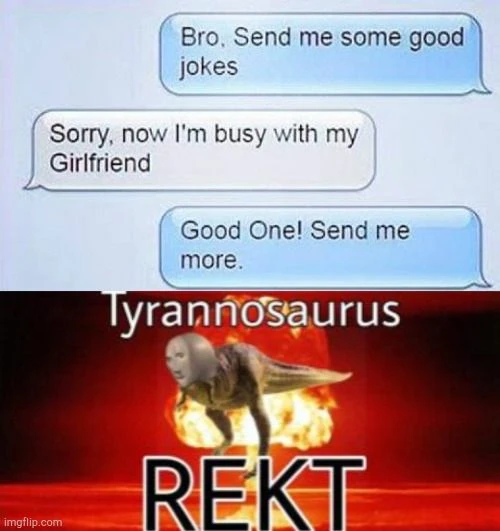 Bro, Send me some good
jokes
Sorry, now I'm busy with my
Girlfriend
Good One! Send me
more.
Tyrannosaurus
REKT
imgflip.com